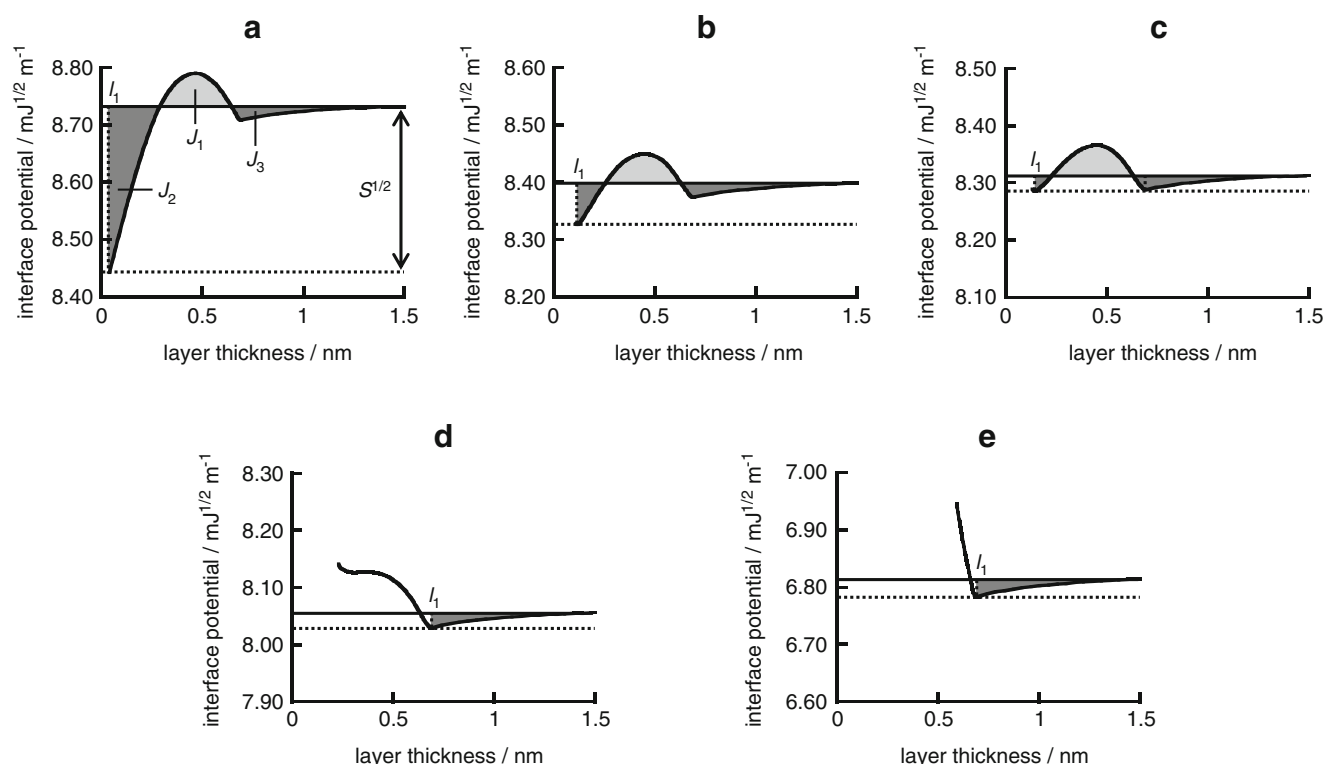 a
interface potential / mJ1/2 m-1
8.80
8.70
8.60
8.50
8.40
l1
J1
J3
J2
S1/2
0
0.5
1
1.5
layer thickness / nm
b
interface potential / mJ1/2 m-1
8.60
8.50
8.40
8.30
8.20
l1
0
0.5
1
1.5
layer thickness / nm
c
interface potential / mJ1/2 m-1
8.50
8.40
8.30
8.20
8.10
l1
0
0.5
1
1.5
layer thickness / nm
d
interface potential / mJ1/2 m-1
8.30
8.20
8.10
8.00
7.90
l1
0
0.5
1
1.5
layer thickness / nm
e
interface potential / mJ1/2 m-1
7.00
6.90
6.80
6.70
6.60
l1
0
0.5
1
1.5
layer thickness / nm